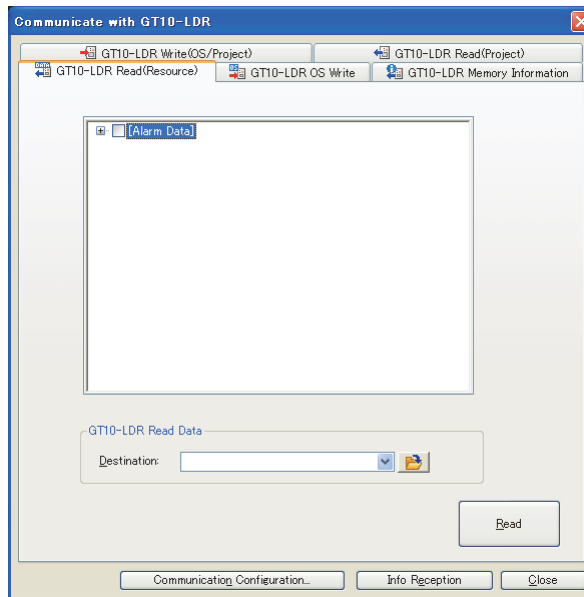 Communicate with GT10-LDR
GT10-LDR Write(OS/Project)
GT10-LDR Read(Project)
GT10-LDR Read(Resource)
GT10-LDR OS Write
GT10-LDR Memory Information
[Alarm Data]
GT10-LDR Read Data
Destination:
Read
Communication Configuration...
Info Reception
Close